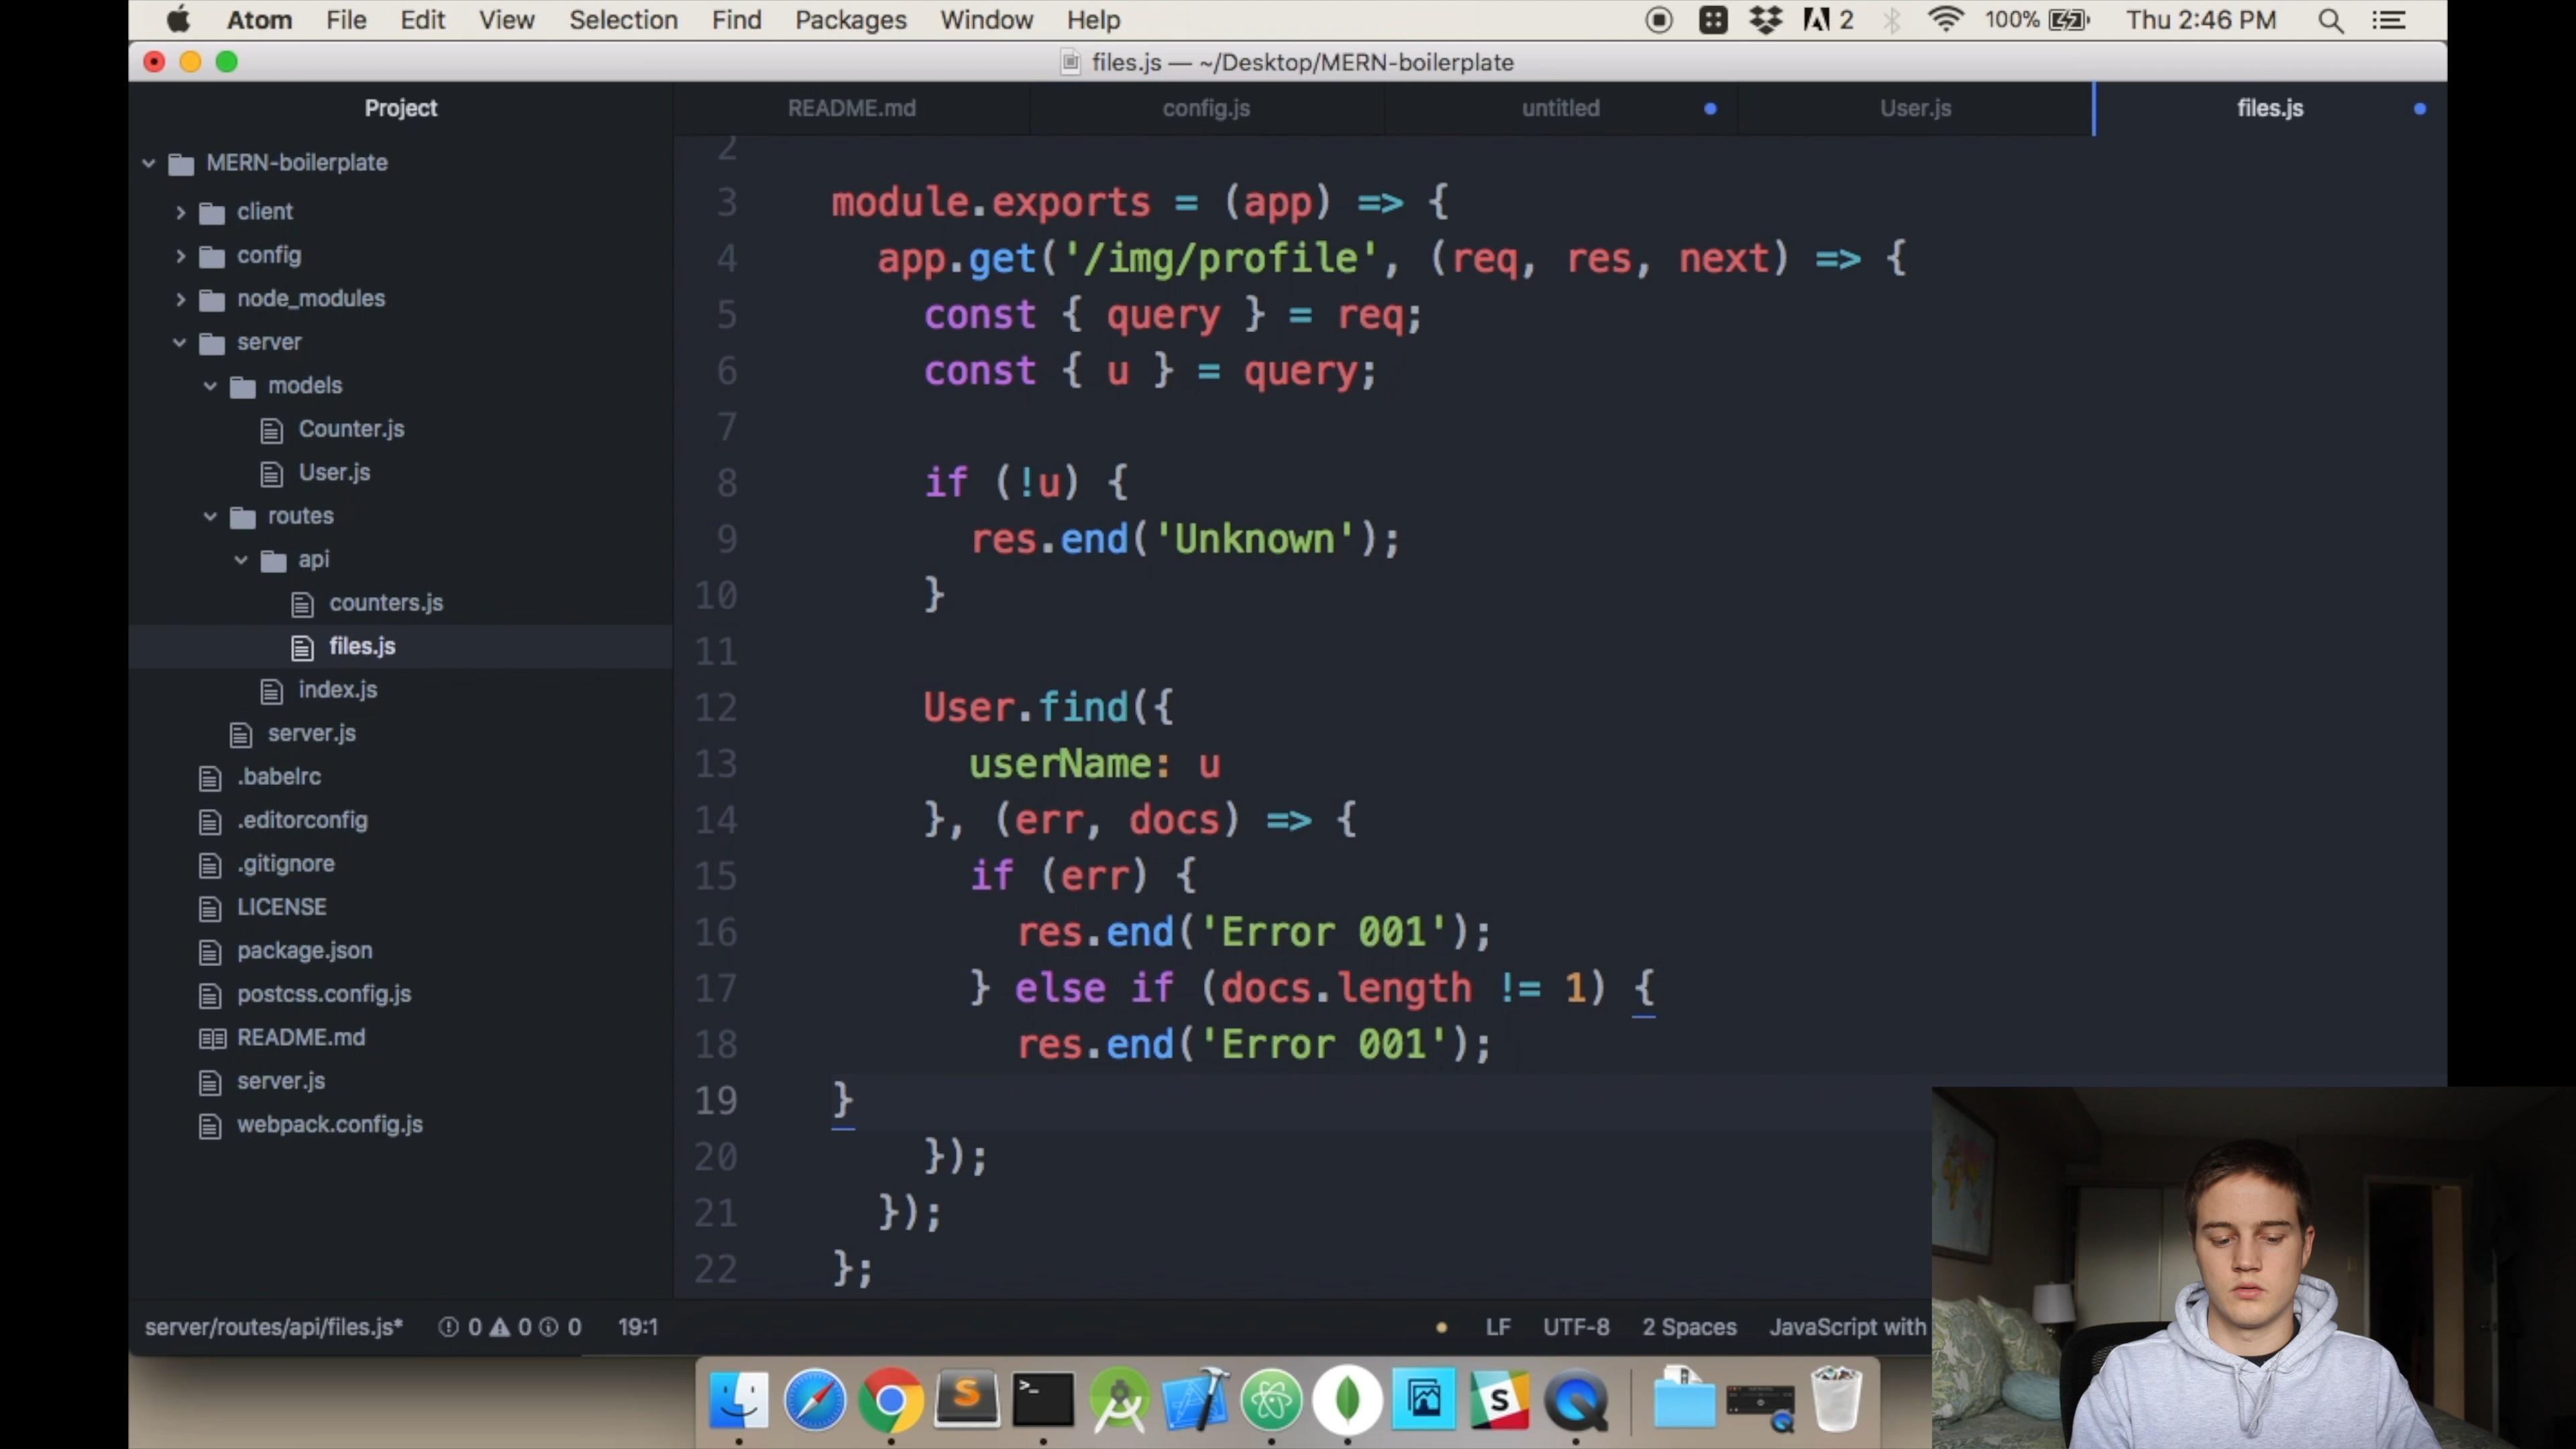 Atom File Edit View Selection Find Packages Window Help 2 100% Thu 2:46 PM
files.js — ~/Desktop/MERN-boilerplate
Project
README.md config.js untitled User.js files.js
MERN-boilerplate
client
config
node_modules
server
models
Counter.js
User.js
routes
api
counters.js
files.js
index.js
server.js
.babelrc
.editorconfig
.gitignore
LICENSE
package.json
postcss.config.js
README.md
server.js
webpack.config.js
2
3 module.exports = (app) => {
4 app.get('/img/profile', (req, res, next) => {
5 const { query } = req;
6 const { u } = query;
7
8 if (!u) {
9 res.end('Unknown');
10 }
11
12 User.find({
13 userName: u
14 }, (err, docs) => {
15 if (err) {
16 res.end('Error 001');
17 } else if (docs.length != 1) {
18 res.end('Error 001');
19 }
20 });
21 });
22 };
server/routes/api/files.js* 0 0 0 19:1 LF UTF-8 2 Spaces JavaScript with
S
>_
S